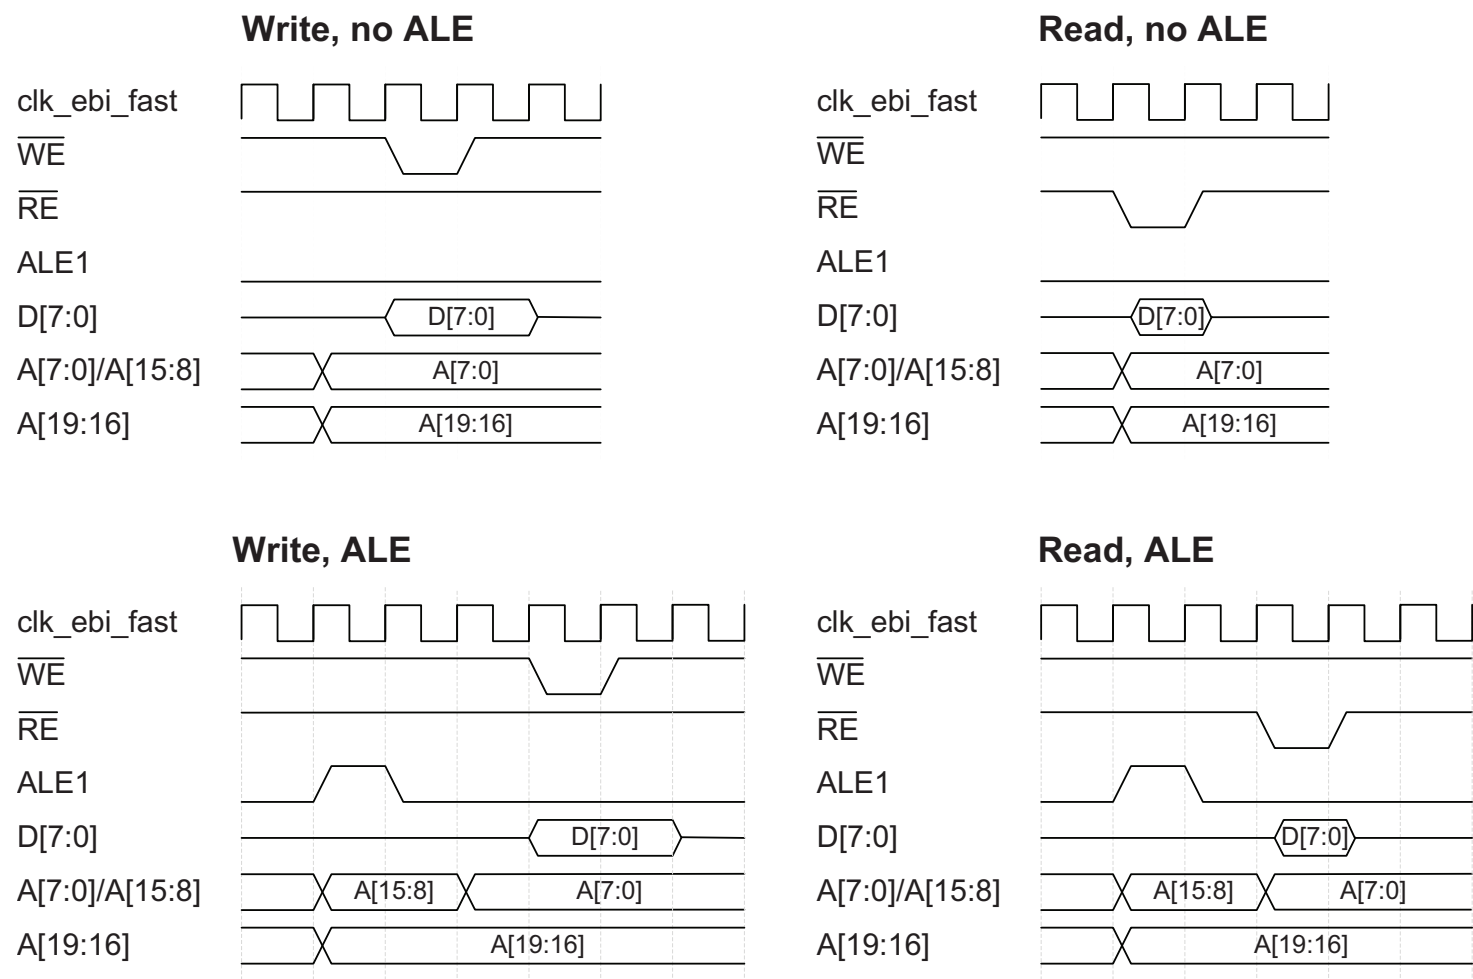 Write, no ALE
clk_ebi_fast
WE
RE
ALE1
D[7:0]
D[7:0]
A[7:0]/A[15:8]
A[7:0]
A[19:16]
A[19:16]
Read, no ALE
clk_ebi_fast
WE
RE
ALE1
D[7:0]
D[7:0]
A[7:0]/A[15:8]
A[7:0]
A[19:16]
A[19:16]
Write, ALE
clk_ebi_fast
WE
RE
ALE1
D[7:0]
D[7:0]
A[7:0]/A[15:8]
A[15:8]
A[7:0]
A[19:16]
A[19:16]
Read, ALE
clk_ebi_fast
WE
RE
ALE1
D[7:0]
D[7:0]
A[7:0]/A[15:8]
A[15:8]
A[7:0]
A[19:16]
A[19:16]